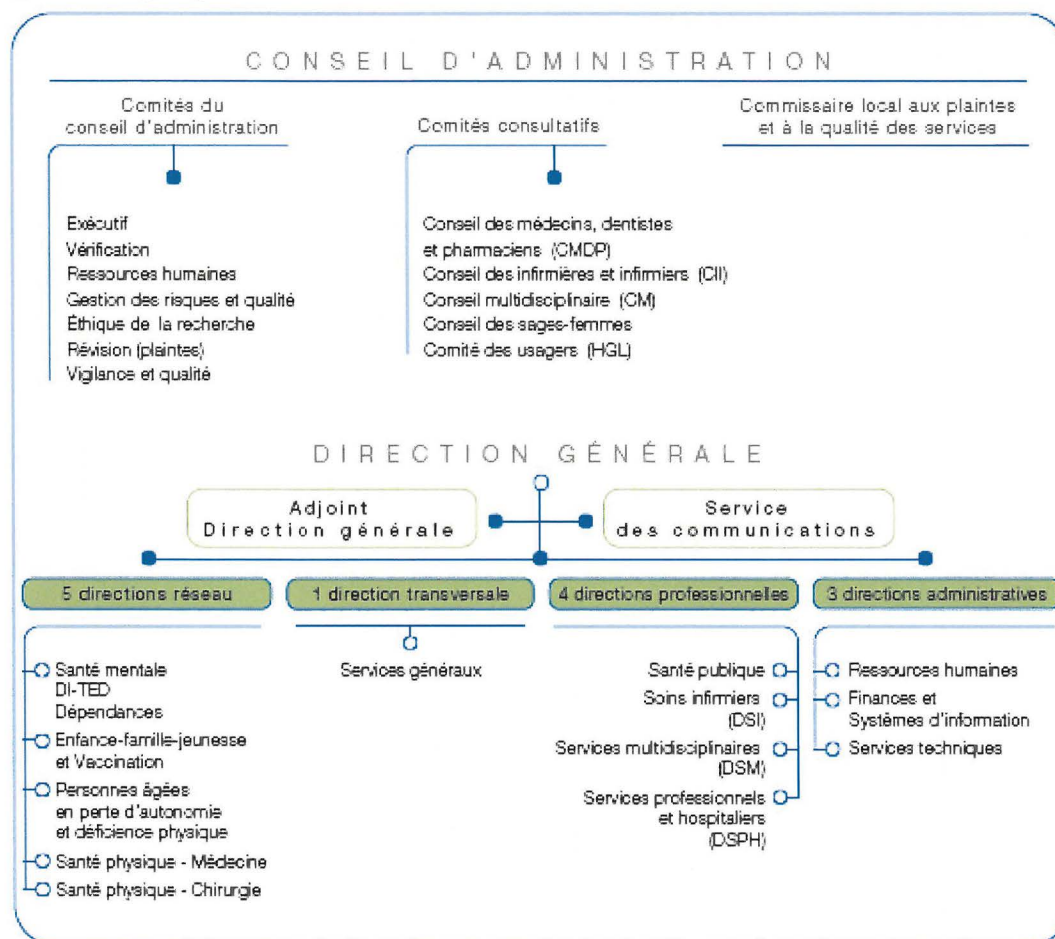 CONSEIL D'ADMINISTRATION
Comités du
conseil d'administration
Exécutif
Vérification
Ressources humaines
Gestion des risques et qualité
Éthique de la recherche
Révision (plaintes)
Vigilance et qualité
Comités consultatifs
Conseil des médecins, dentistes
et pharmaciens (CMDP)
Conseil des infirmières et infirmiers (CII)
Conseil multidisciplinaire (CM)
Conseil des sages-femmes
Comité des usagers (HGL)
Commissaire local aux plaintes
et à la qualité des services
DIRECTION GÉNÉRALE
Adjoint
Direction générale
Service
des communications
5 directions réseau
Santé mentale
DI-TED
Dépendances
Enfance-famille-jeunesse
et Vaccination
Personnes âgées
en perte d'autonomie
et déficience physique
Santé physique - Médecine
Santé physique - Chirurgie
1 direction transversale
Services généraux
4 directions professionnelles
Santé publique
Soins infirmiers
(DSI)
Services multidisciplinaires
(DSM)
Services professionnels
et hospitaliers
(DSPH)
3 directions administratives
Ressources humaines
Finances et
Systèmes d'information
Services techniques